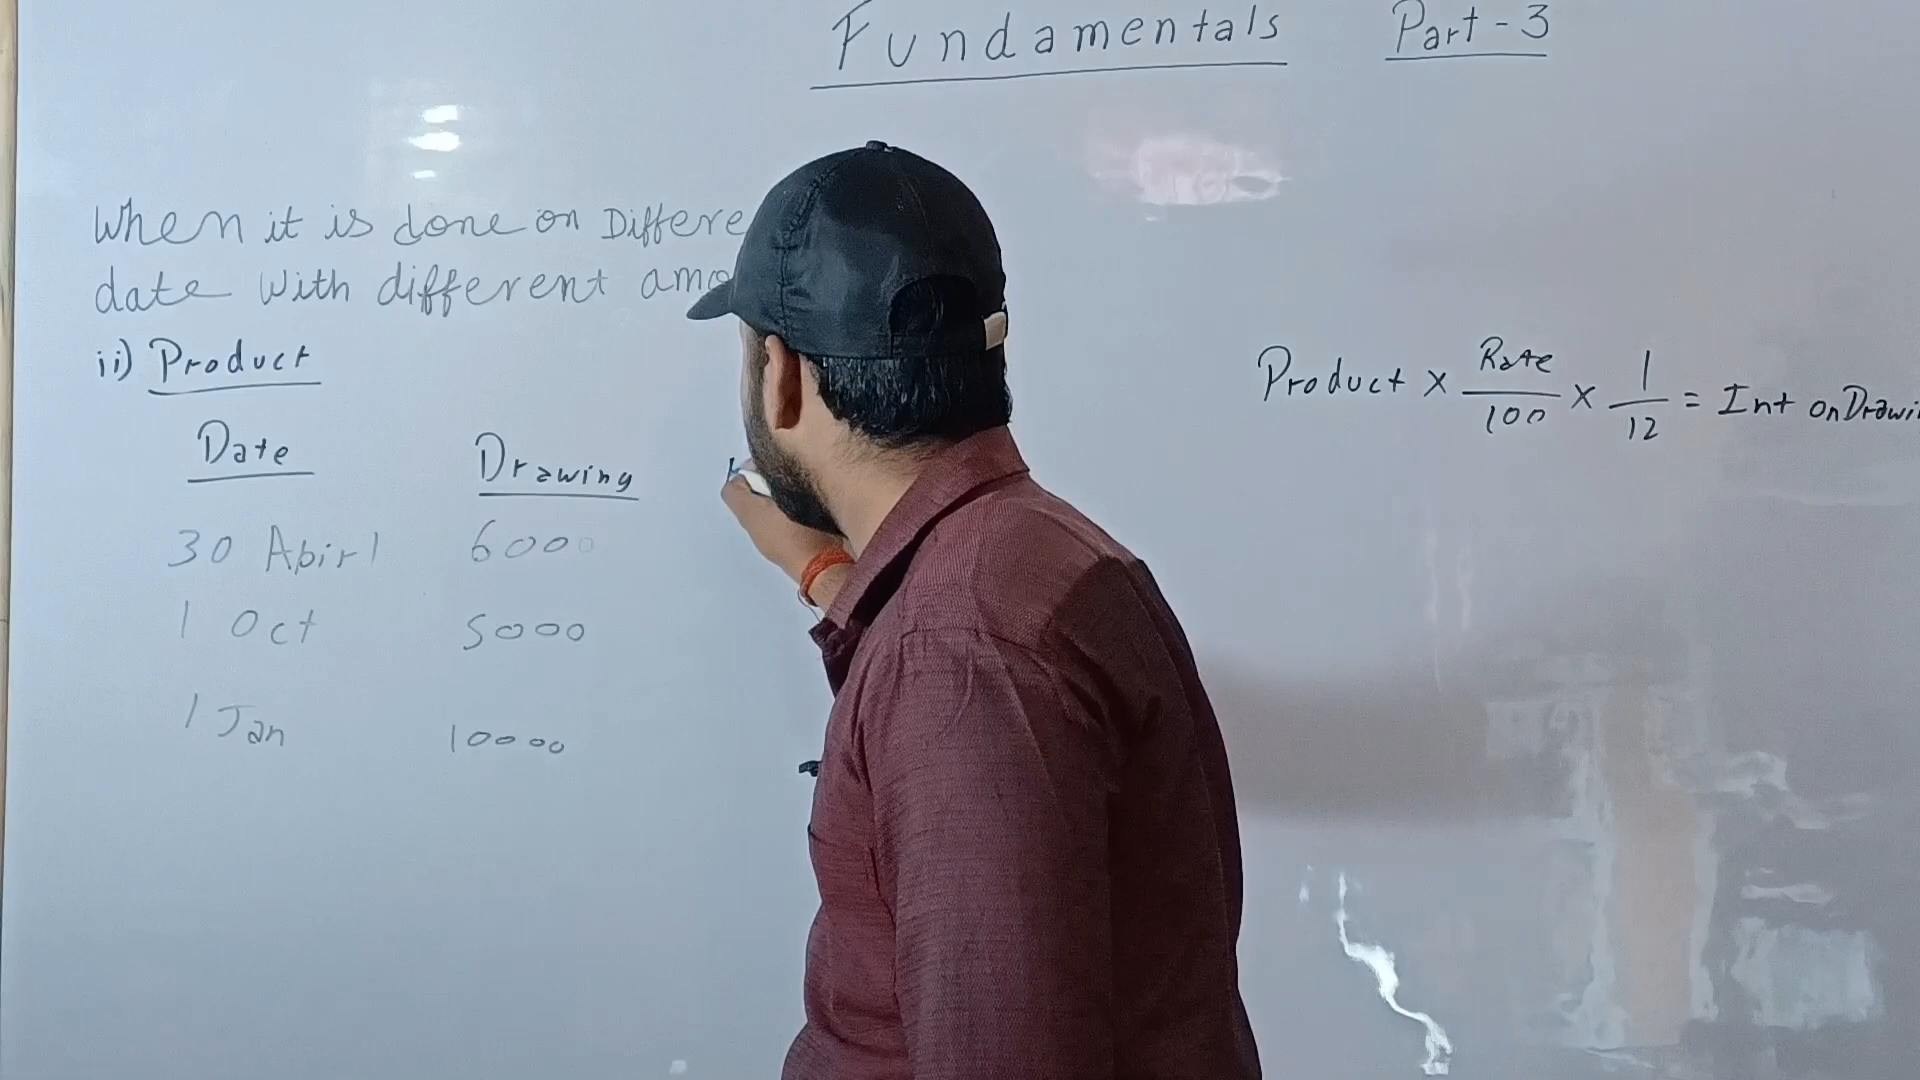 Fundamentals Part-3
When it is done on Differe
date with different amo
ii) Product
Product × Rate/100 × 1/12 = Int on Drawi
Date Drawing
30 Abirl 6000
1 Oct 5000
1 Jan 10000